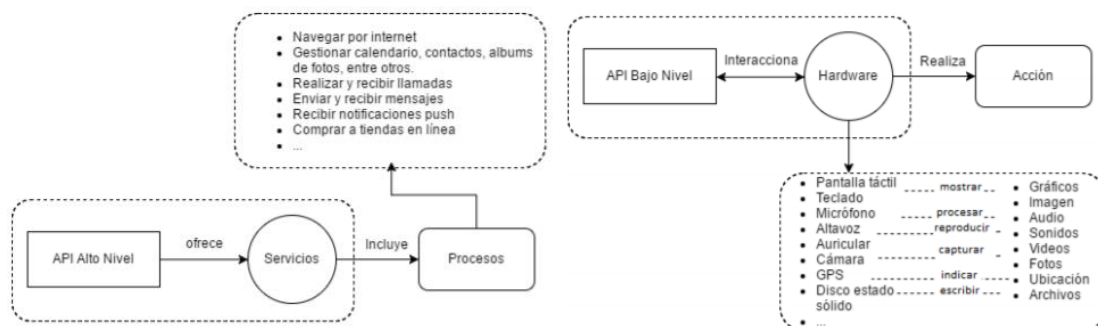 • Navegar por internet
• Gestionar calendario, contactos, albums
de fotos, entre otros.
• Realizar y recibir llamadas
• Enviar y recibir mensajes
• Recibir notificaciones push
• Comprar a tiendas en línea
• ...
API Alto Nivel
ofrece
Servicios
Incluye
Procesos
API Bajo Nivel
Interacciona
Hardware
Realiza
Acción
• Pantalla táctil
• Teclado
• Micrófono
• Altavoz
• Auricular
• Cámara
• GPS
• Disco estado
sólido
• ...
mostrar
procesar
reproducir
capturar
indicar
escribir
• Gráficos
• Imagen
• Audio
• Sonidos
• Videos
• Fotos
• Ubicación
• Archivos